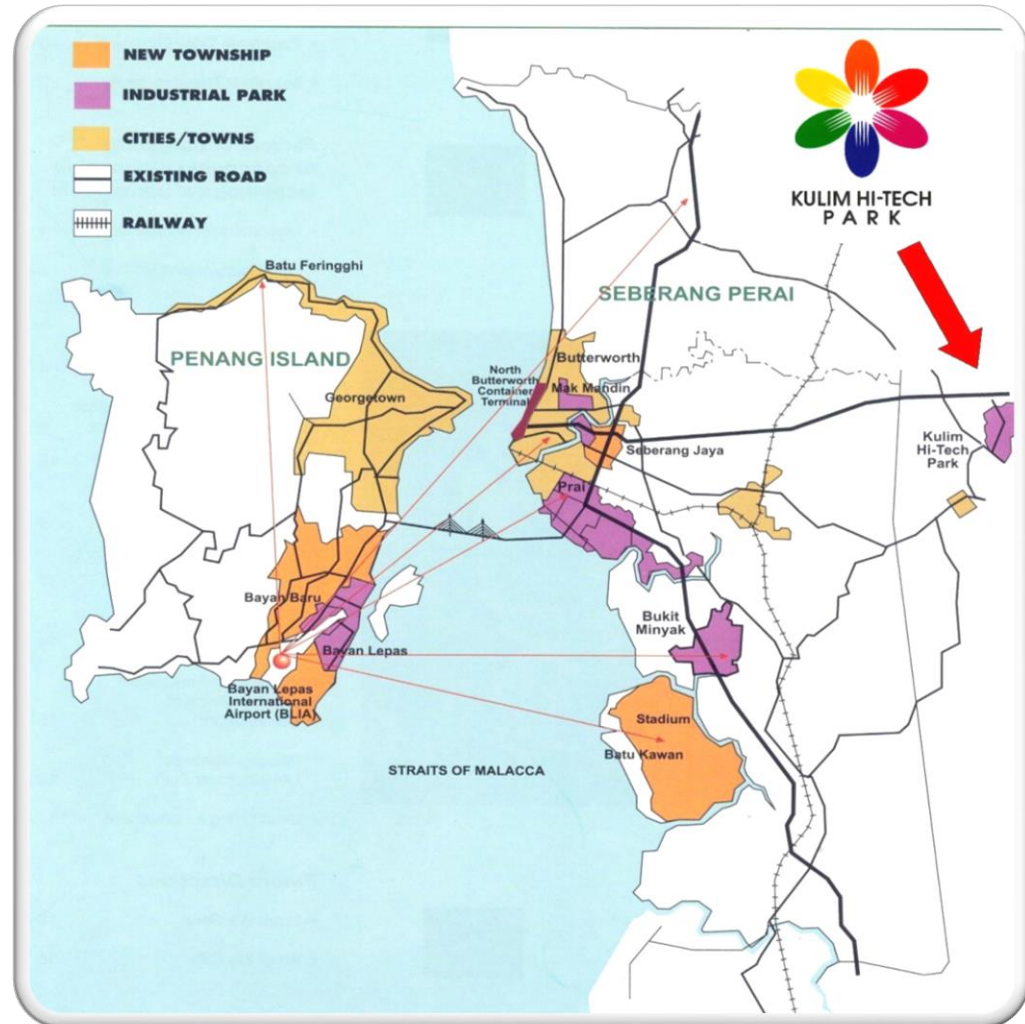 NEW TOWNSHIP
INDUSTRIAL PARK
CITIES/TOWNS
EXISTING ROAD
RAILWAY
KULIM HI-TECH
PARK
Batu Feringghi
SEBERANG PERAI
PENANG ISLAND
Butterworth
North
Butterworth
Container
Terminal
Mak Mandin
Georgetown
Kulim
Hi-Tech
Park
Seberang Jaya
Prai
Bayan Baru
Bukit
Minyak
Bayan Lepas
Bayan Lepas
International
Airport (BLIA)
Stadium
Batu Kawan
STRAITS OF MALACCA